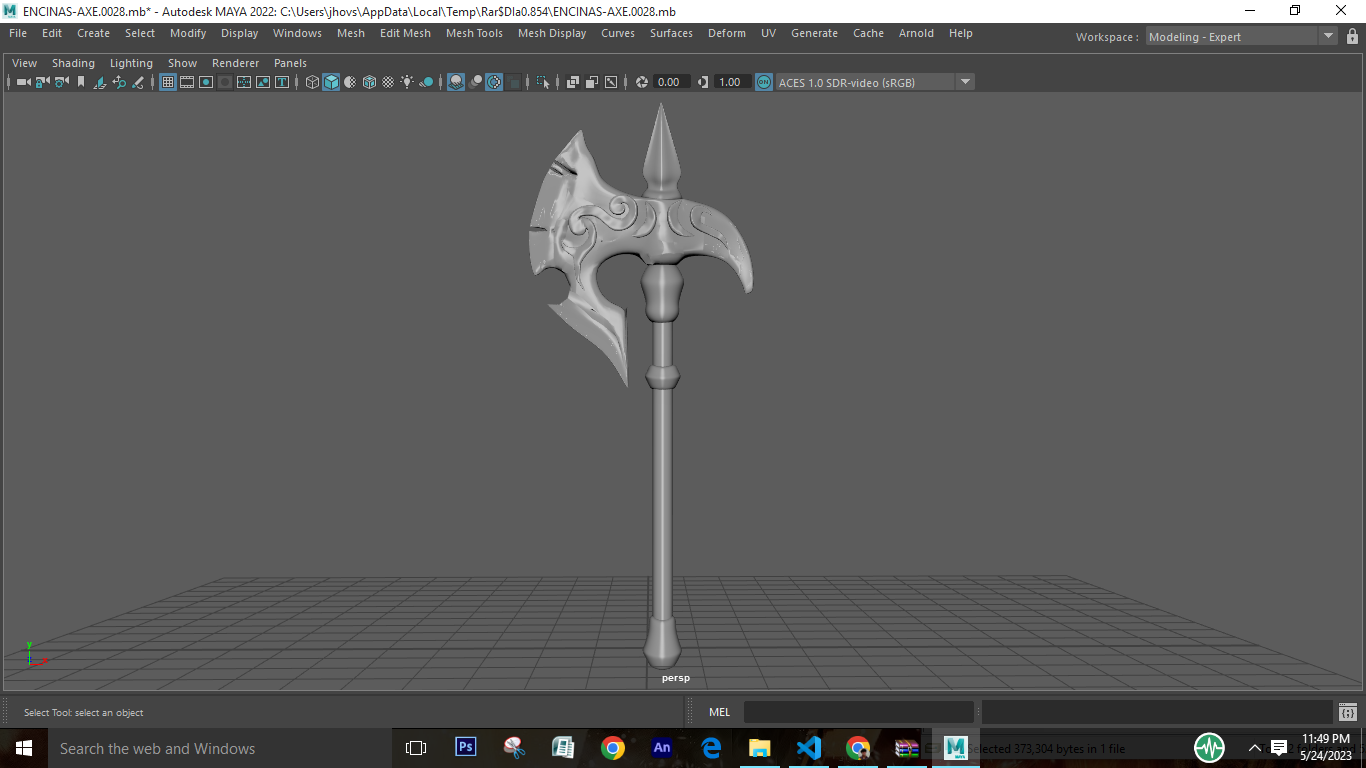 ENCINAS-AXE.0028.mb* - Autodesk MAYA 2022: C:\Users\jhovs\AppData\Local\Temp\Rar$DIa0.854\ENCINAS-AXE.0028.mb
File Edit Create Select Modify Display Windows Mesh Edit Mesh Mesh Tools Mesh Display Curves Surfaces Deform UV Generate Cache Arnold Help
Workspace : Modeling - Expert
View Shading Lighting Show Renderer Panels
0.00 1.00 ON ACES 1.0 SDR-video (sRGB)
y
persp
Select Tool: select an object MEL
Search the web and Windows Ps An M Selected 373,304 bytes in 1 file
11:49 PM
5/24/2023